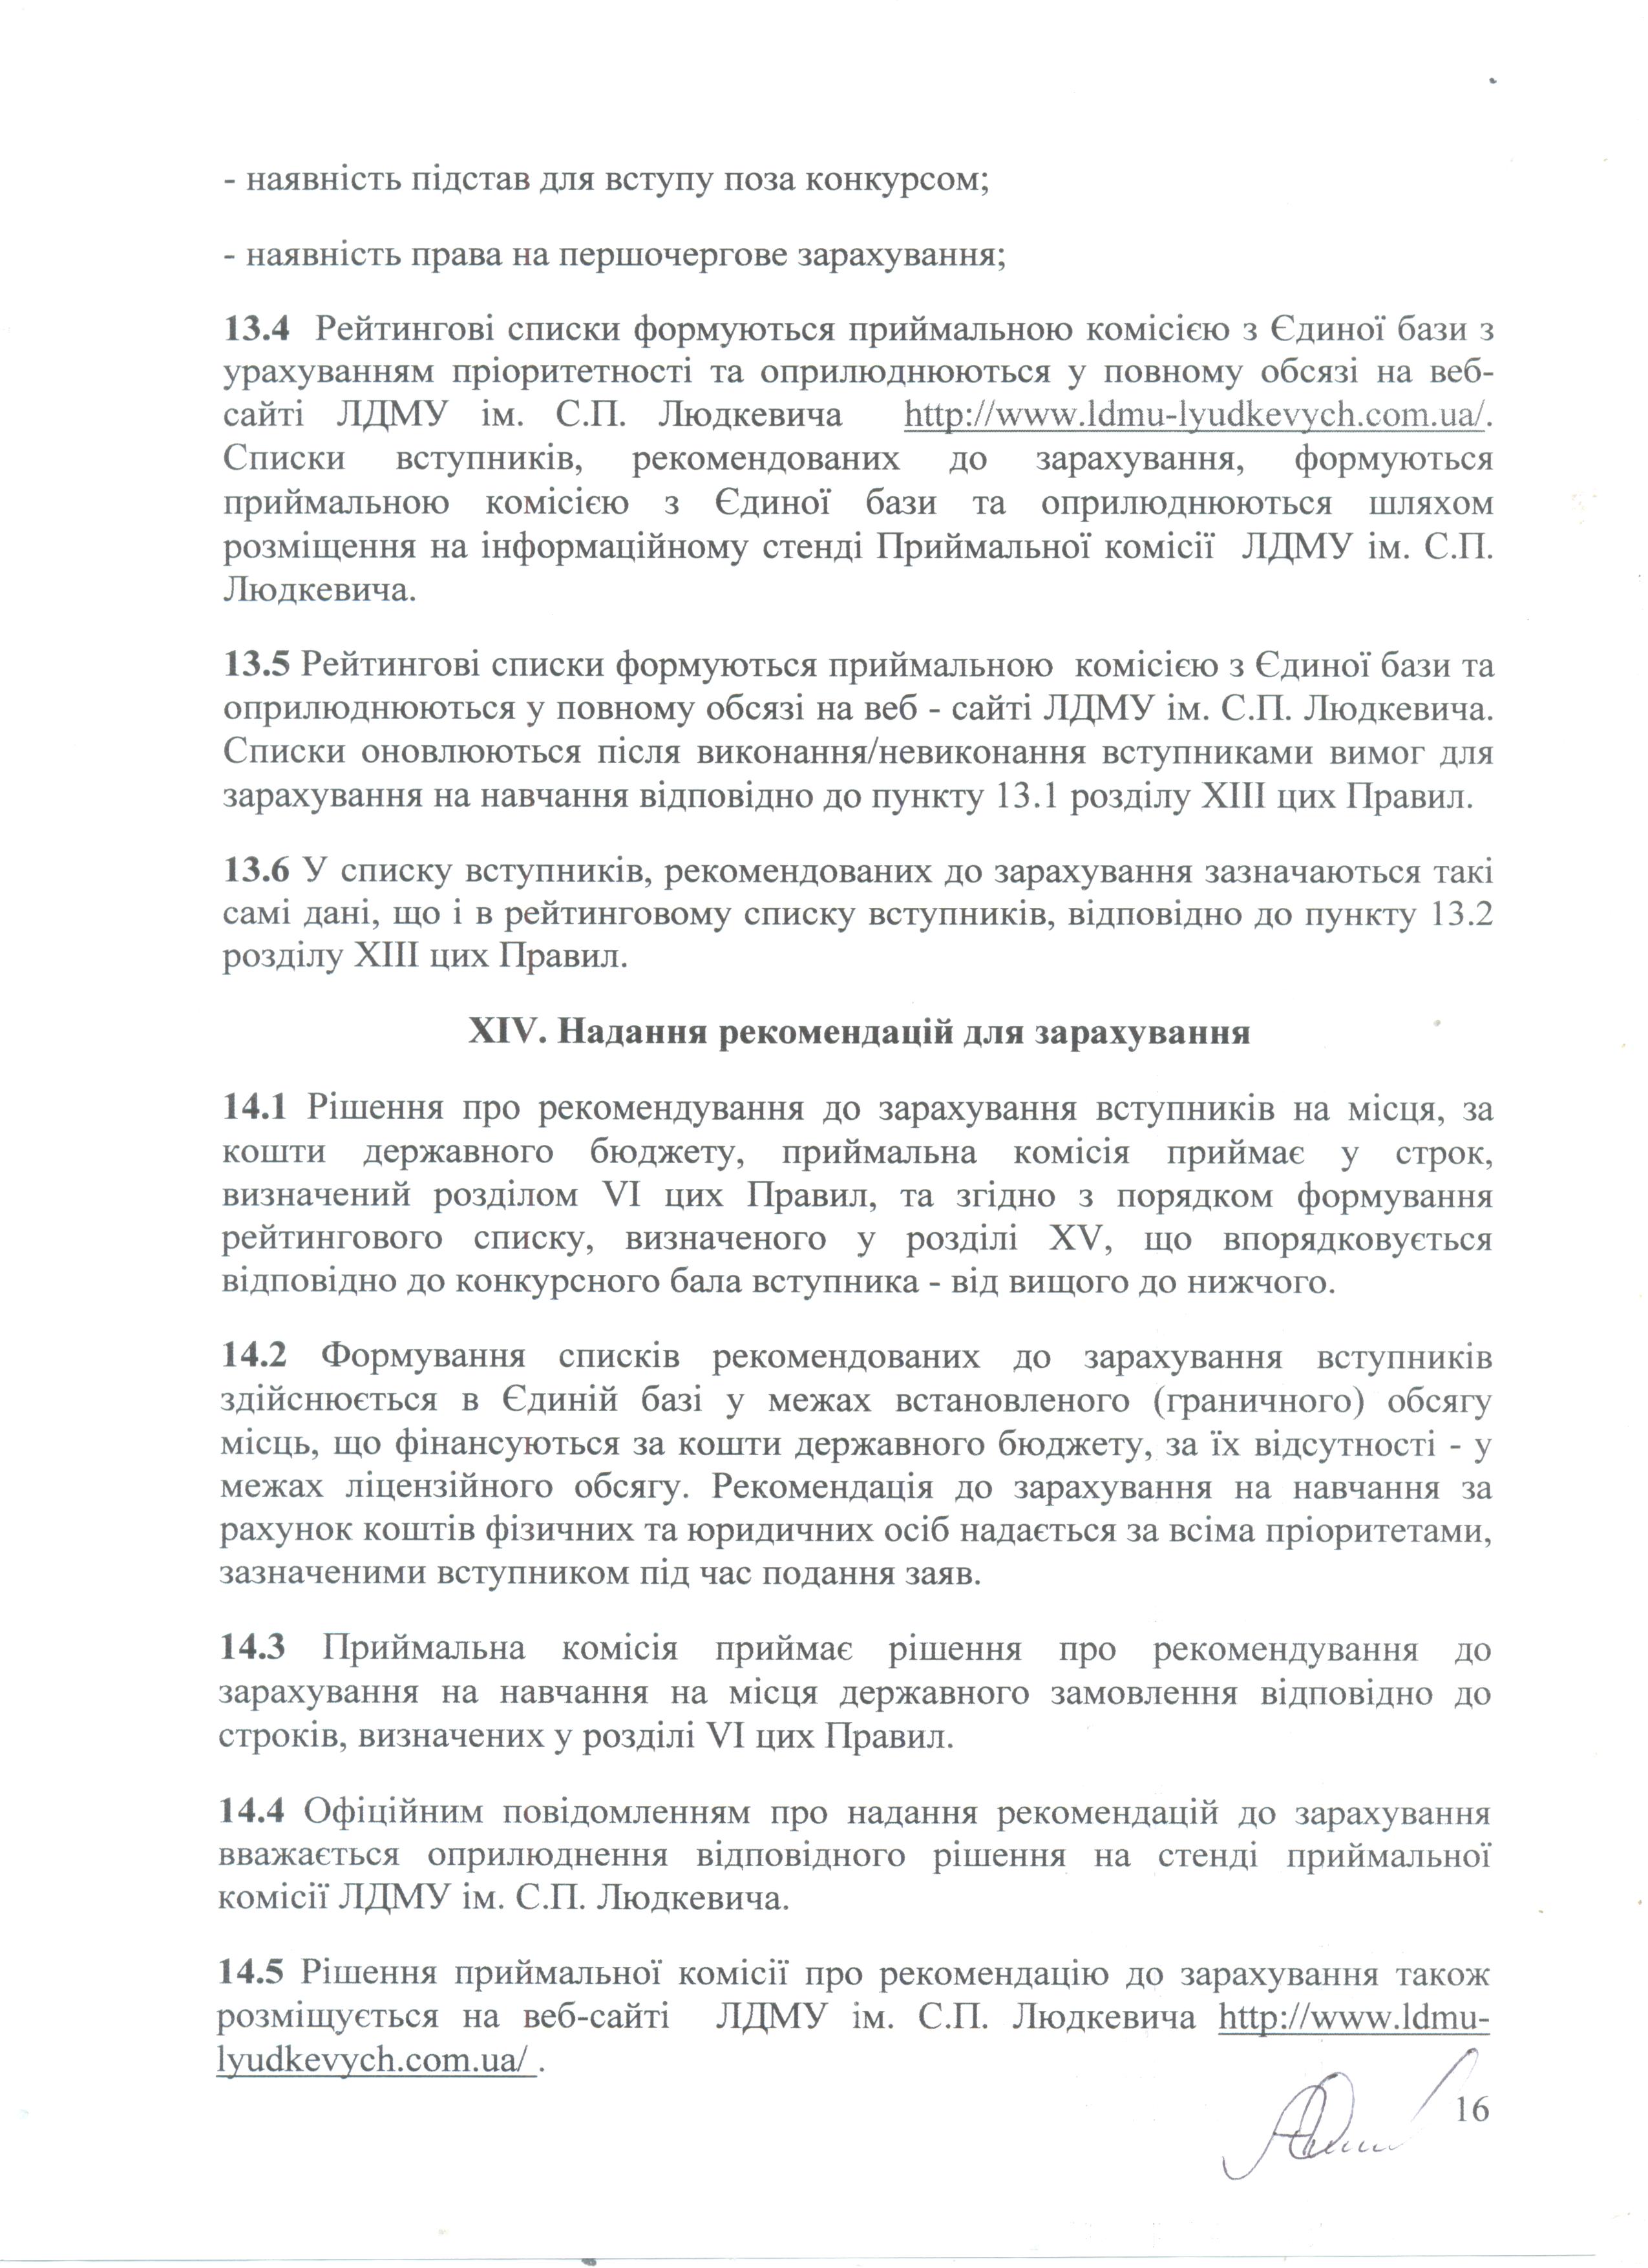 - наявність підстав для вступу поза конкурсом;
- наявність права на першочергове зарахування;
13.4 Рейтингові списки формуються приймальною комісією з Єдиної бази з
урахуванням пріоритетності та оприлюднюються у повному обсязі на веб-
сайті ЛДМУ ім. С.П. Людкевича http://www.ldmu-lyudkevych.com.ua/.
Списки вступників, рекомендованих до зарахування, формуються
приймальною комісією з Єдиної бази та оприлюднюються шляхом
розміщення на інформаційному стенді Приймальної комісії ЛДМУ ім. С.П.
Людкевича.
13.5 Рейтингові списки формуються приймальною комісією з Єдиної бази та
оприлюднюються у повному обсязі на веб - сайті ЛДМУ ім. С.П. Людкевича.
Списки оновлюються після виконання/невиконання вступниками вимог для
зарахування на навчання відповідно до пункту 13.1 розділу XIII цих Правил.
13.6 У списку вступників, рекомендованих до зарахування зазначаються такі
самі дані, що і в рейтинговому списку вступників, відповідно до пункту 13.2
розділу XIII цих Правил.
XIV. Надання рекомендацій для зарахування
14.1 Рішення про рекомендування до зарахування вступників на місця, за
кошти державного бюджету, приймальна комісія приймає у строк,
визначений розділом VI цих Правил, та згідно з порядком формування
рейтингового списку, визначеного у розділі XV, що впорядковується
відповідно до конкурсного бала вступника - від вищого до нижчого.
14.2 Формування списків рекомендованих до зарахування вступників
здійснюється в Єдиній базі у межах встановленого (граничного) обсягу
місць, що фінансуються за кошти державного бюджету, за їх відсутності - у
межах ліцензійного обсягу. Рекомендація до зарахування на навчання за
рахунок коштів фізичних та юридичних осіб надається за всіма пріоритетами,
зазначеними вступником під час подання заяв.
14.3 Приймальна комісія приймає рішення про рекомендування до
зарахування на навчання на місця державного замовлення відповідно до
строків, визначених у розділі VI цих Правил.
14.4 Офіційним повідомленням про надання рекомендацій до зарахування
вважається оприлюднення відповідного рішення на стенді приймальної
комісії ЛДМУ ім. С.П. Людкевича.
14.5 Рішення приймальної комісії про рекомендацію до зарахування також
розміщується на веб-сайті ЛДМУ ім. С.П. Людкевича http://www.ldmu-
lyudkevych.com.ua/ .
16